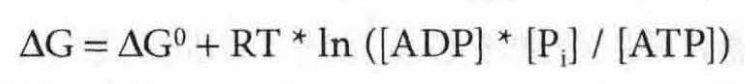 ΔG = ΔG⁰ + RT * ln ([ADP] * [Pᵢ] / [ATP])